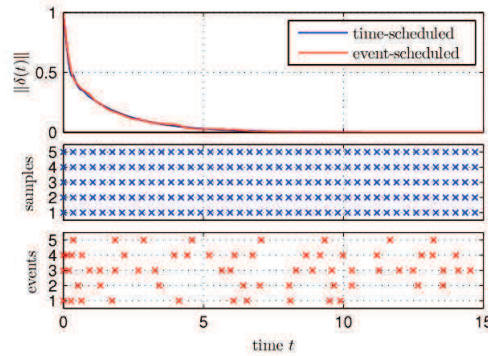 1
time-scheduled
event-scheduled
0.5
‖δ(t)‖
0
5
4
3
2
1
samples
5
4
3
2
1
events
0
5
10
15
time t